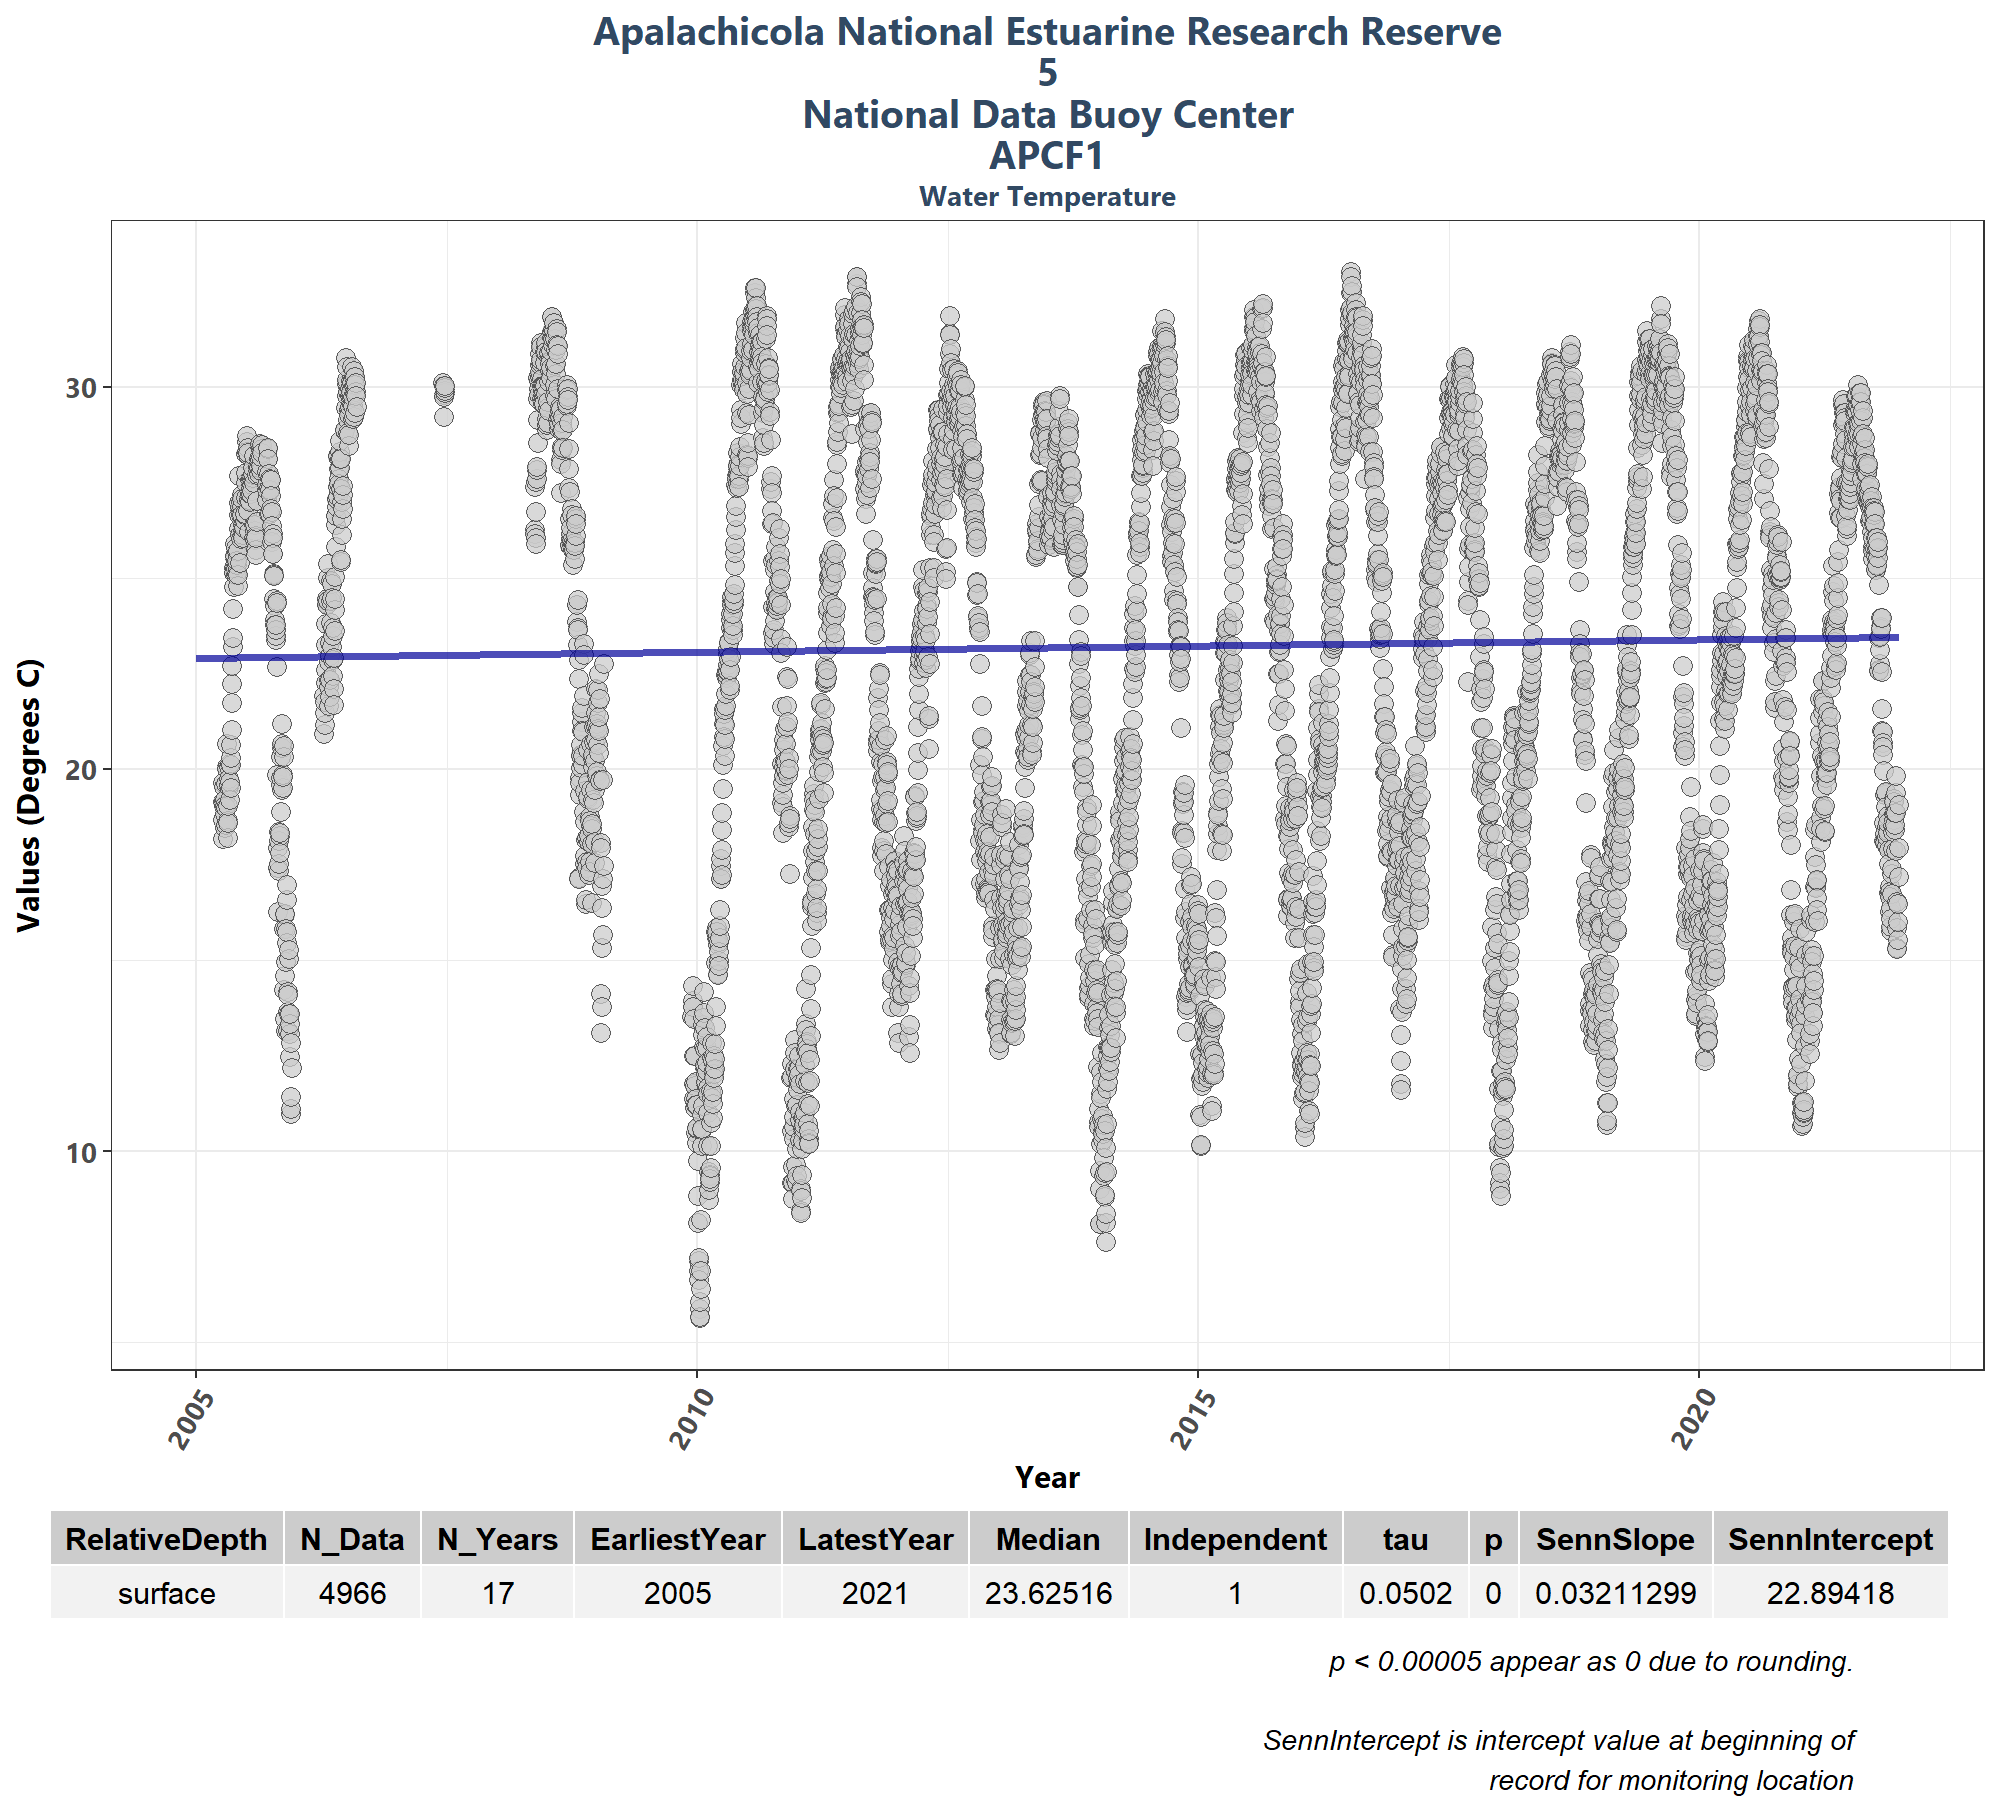 Apalachicola National Estuarine Research Reserve
5
National Data Buoy Center
APCF1
Water Temperature
Values (Degrees C)
30
20
10
2005
2010
2015
2020
Year
RelativeDepth N_Data N_Years EarliestYear LatestYear Median Independent tau p SennSlope SennIntercept
surface 4966 17 2005 2021 23.62516 1 0.0502 0 0.03211299 22.89418
p < 0.00005 appear as 0 due to rounding.
SennIntercept is intercept value at beginning of
record for monitoring location